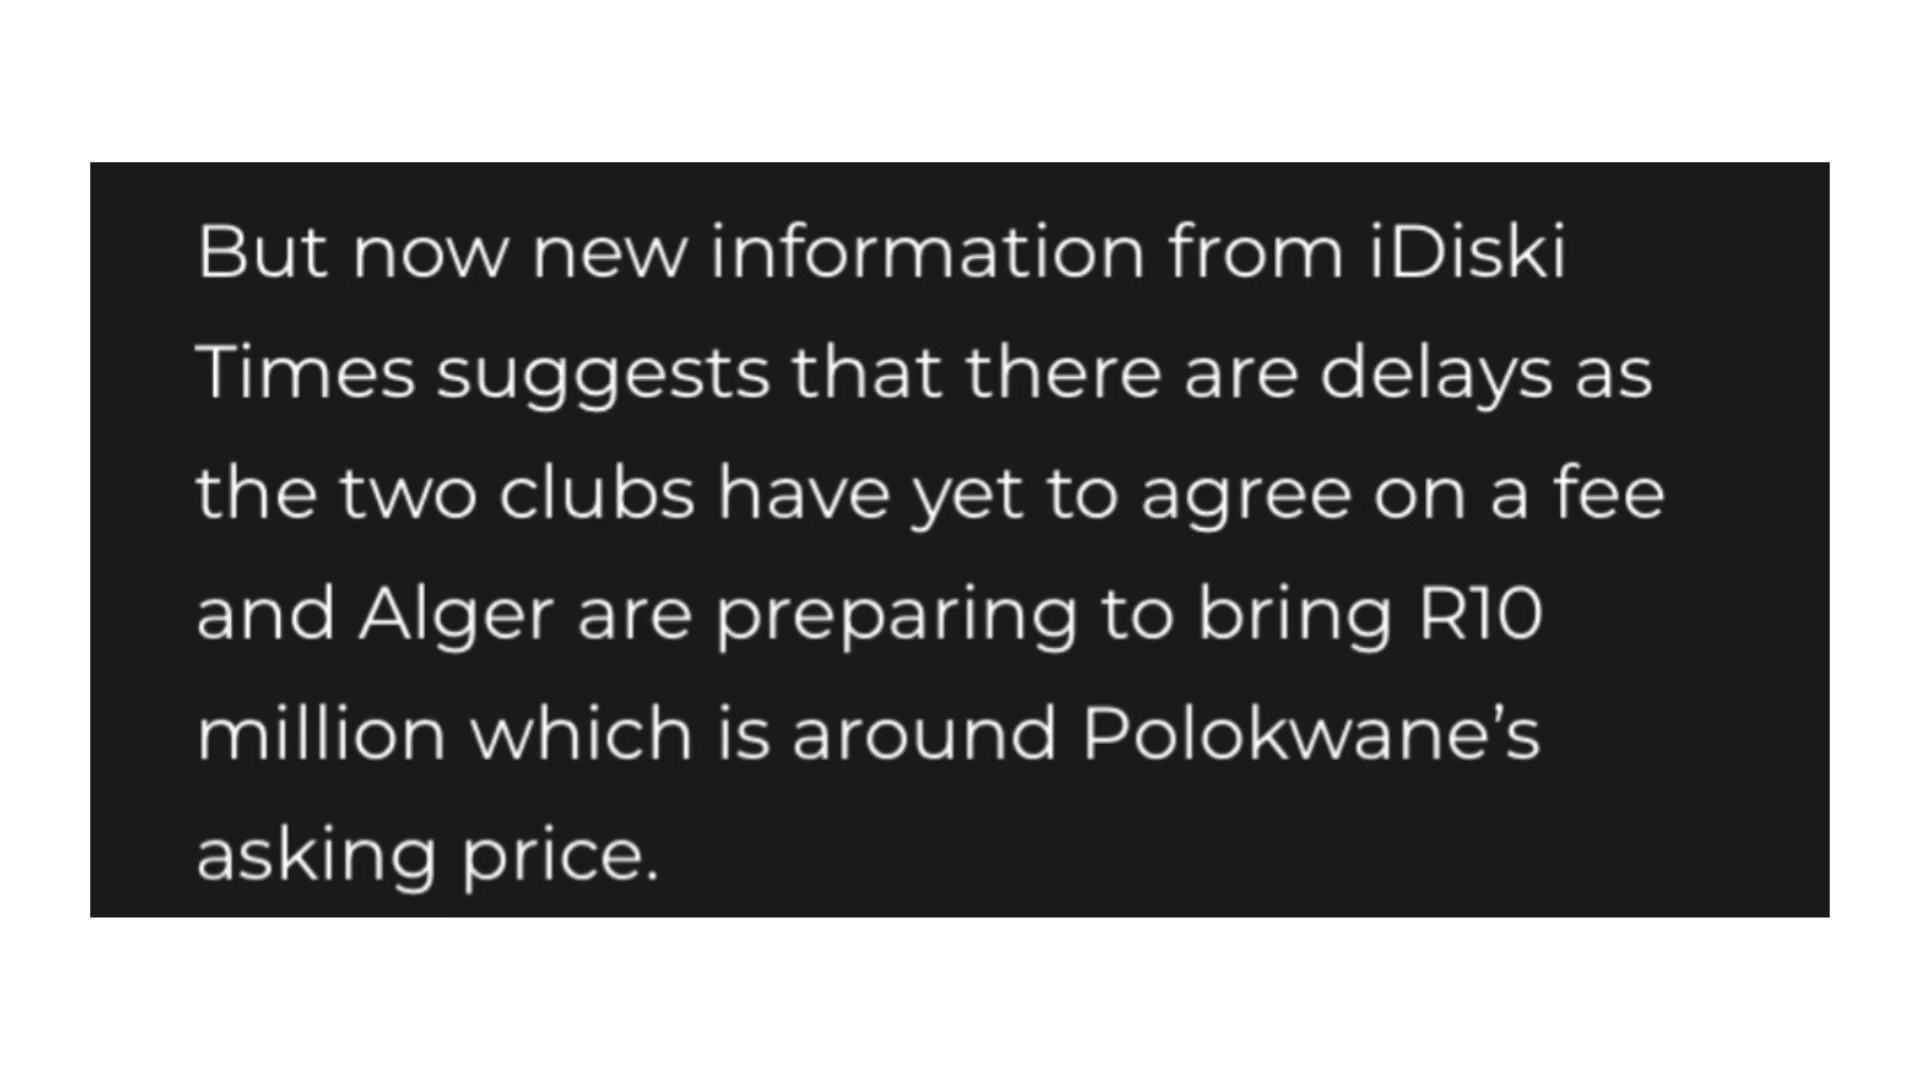 But now new information from iDiski
Times suggests that there are delays as
the two clubs have yet to agree on a fee
and Alger are preparing to bring R10
million which is around Polokwane’s
asking price.